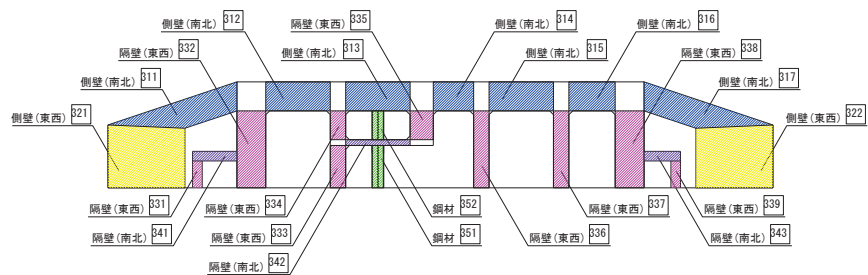 側壁(南北) 312
隔壁(東西) 335
側壁(南北) 314
側壁(南北) 316
隔壁(東西) 332
側壁(南北) 313
側壁(南北) 315
隔壁(東西) 338
側壁(南北) 311
側壁(南北) 317
側壁(東西) 321
側壁(東西) 322
隔壁(東西) 331
隔壁(東西) 334
鋼材 352
隔壁(東西) 337
隔壁(東西) 339
隔壁(南北) 341
隔壁(東西) 333
鋼材 351
隔壁(東西) 336
隔壁(南北) 343
隔壁(南北) 342